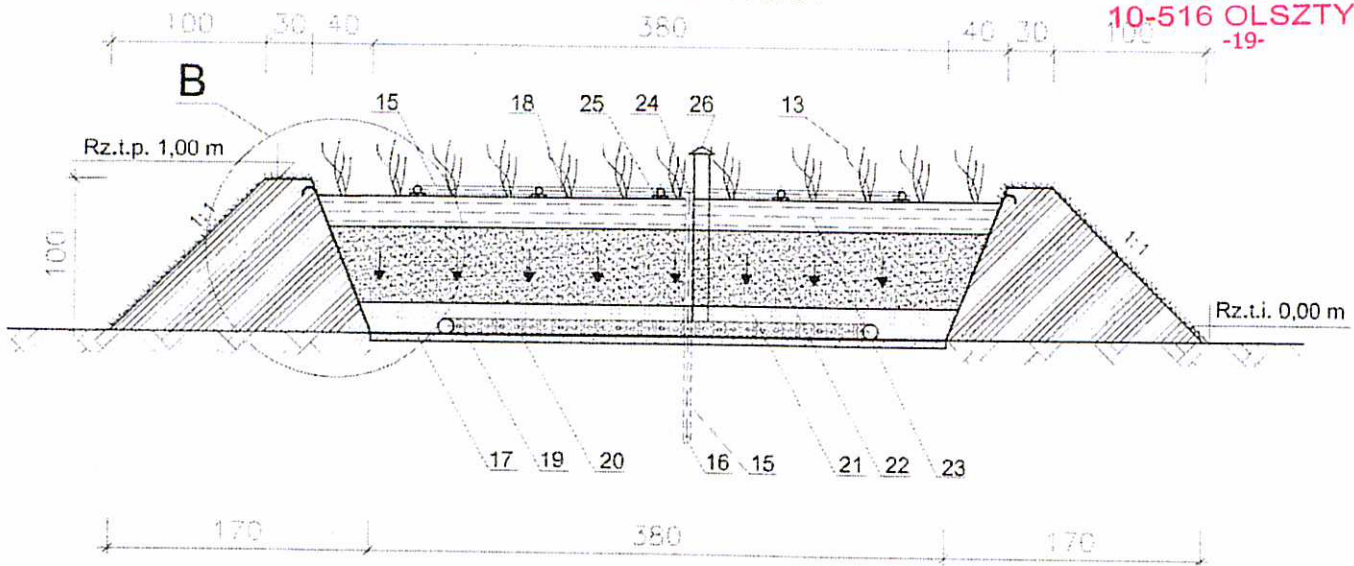 10-516 OLSZTY
-19-
100 30 40 380 40 30 100
B
15 18 25 24 26 13
Rz.t.p. 1,00 m
1:1
100
1:1
Rz.t.i. 0,00 m
17 19 20 16 15 21 22 23
170 380 170